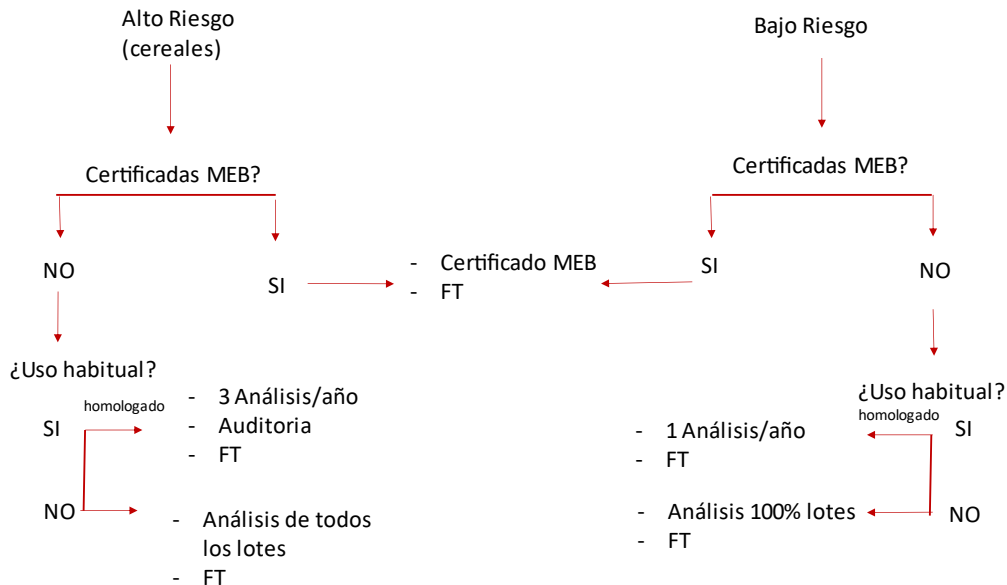 Alto Riesgo
(cereales)
Bajo Riesgo
Certificadas MEB?
Certificadas MEB?
NO
SI
- Certificado MEB
- FT
SI
NO
¿Uso habitual?
homologado
SI
- 3 Análisis/año
- Auditoria
- FT
NO
- Análisis de todos
los lotes
- FT
¿Uso habitual?
homologado
SI
- 1 Análisis/año
- FT
- Análisis 100% lotes
- FT
NO